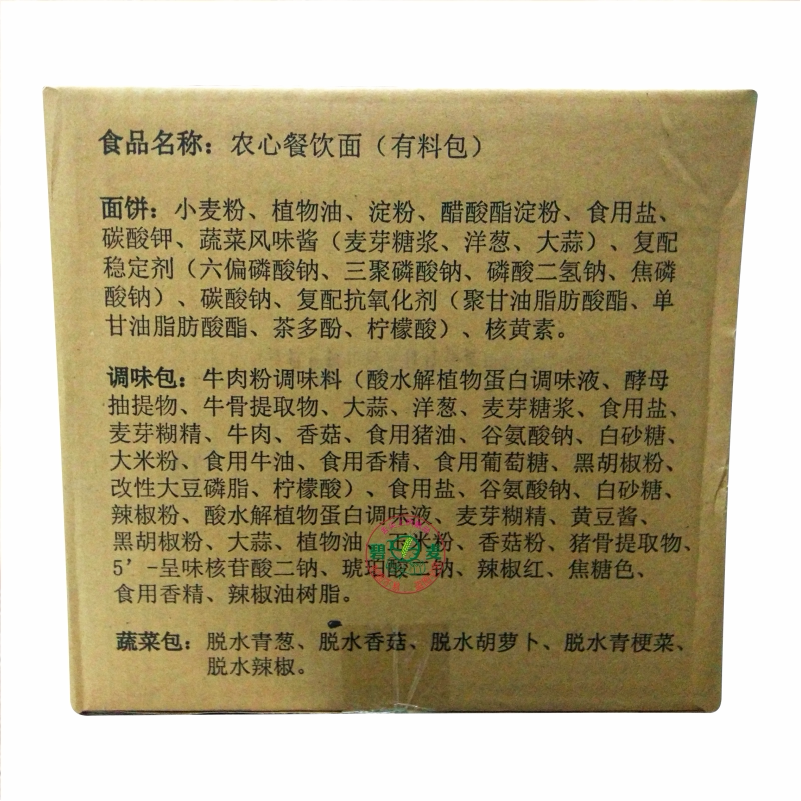 食品名称：农心餐饮面（有料包）
面饼：小麦粉、植物油、淀粉、醋酸酯淀粉、食用盐、
碳酸钾、蔬菜风味酱（麦芽糖浆、洋葱、大蒜）、复配
稳定剂（六偏磷酸钠、三聚磷酸钠、磷酸二氢钠、焦磷
酸钠）、碳酸钠、复配抗氧化剂（聚甘油脂肪酸酯、单
甘油脂肪酸酯、茶多酚、柠檬酸）、核黄素。
调味包：牛肉粉调味料（酸水解植物蛋白调味液、酵母
抽提物、牛骨提取物、大蒜、洋葱、麦芽糖浆、食用盐、
麦芽糊精、牛肉、香菇、食用猪油、谷氨酸钠、白砂糖、
大米粉、食用牛油、食用香精、食用葡萄糖、黑胡椒粉、
改性大豆磷脂、柠檬酸）、食用盐、谷氨酸钠、白砂糖、
辣椒粉、酸水解植物蛋白调味液、麦芽糊精、黄豆酱、
黑胡椒粉、大蒜、植物油、玉米粉、香菇粉、猪骨提取物、
5'-呈味核苷酸二钠、琥珀酸二钠、辣椒红、焦糖色、
食用香精、辣椒油树脂。
蔬菜包：脱水青葱、脱水香菇、脱水胡萝卜、脱水青梗菜、
脱水辣椒。